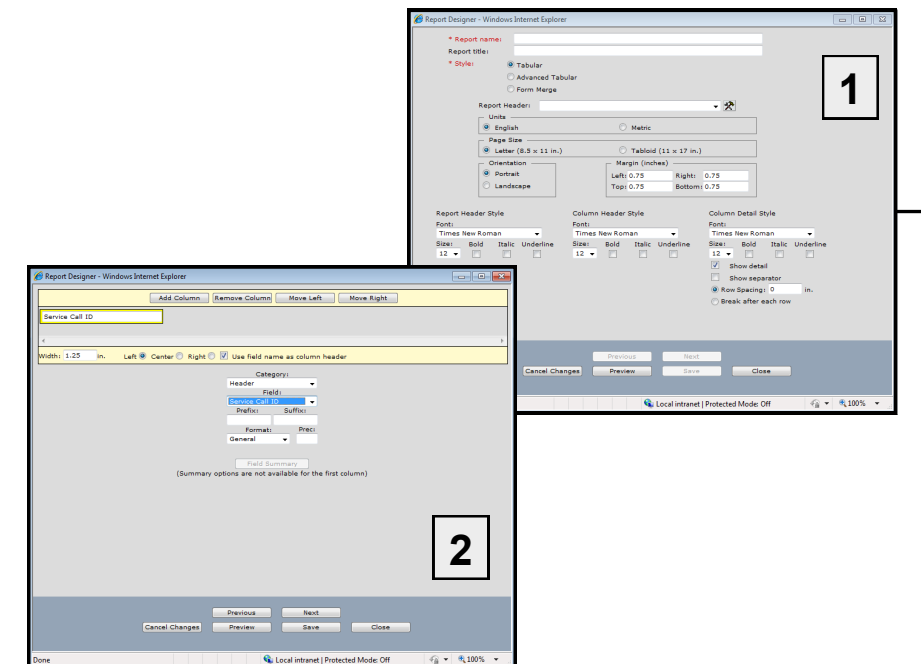 Report Designer - Windows Internet Explorer
* Report name:
Report title:
* Style:
Tabular
Advanced Tabular
Form Merge
1
Report Header:
Units
English Metric
Page Size
Letter (8.5 x 11 in.) Tabloid (11 x 17 in.)
Orientation
Portrait
Landscape
Margin (inches)
Left: 0.75 Right: 0.75
Top: 0.75 Bottom: 0.75
Report Header Style
Font:
Times New Roman
Size: Bold Italic Underline
12
Column Header Style
Font:
Times New Roman
Size: Bold Italic Underline
12
Column Detail Style
Font:
Times New Roman
Size: Bold Italic Underline
12
Show detail
Show separator
Row Spacing: 0 in.
Break after each row
Previous Next
Cancel Changes Preview Save Close
Local intranet | Protected Mode: Off 100%
Report Designer - Windows Internet Explorer
Add Column Remove Column Move Left Move Right
Service Call ID
Width: 1.25 in. Left Center Right Use field name as column header
Category:
Header
Field:
Service Call ID
Prefix: Suffix:
Format: Prec:
General
Field Summary
(Summary options are not available for the first column)
2
Previous Next
Cancel Changes Preview Save Close
Done Local intranet | Protected Mode: Off 100%